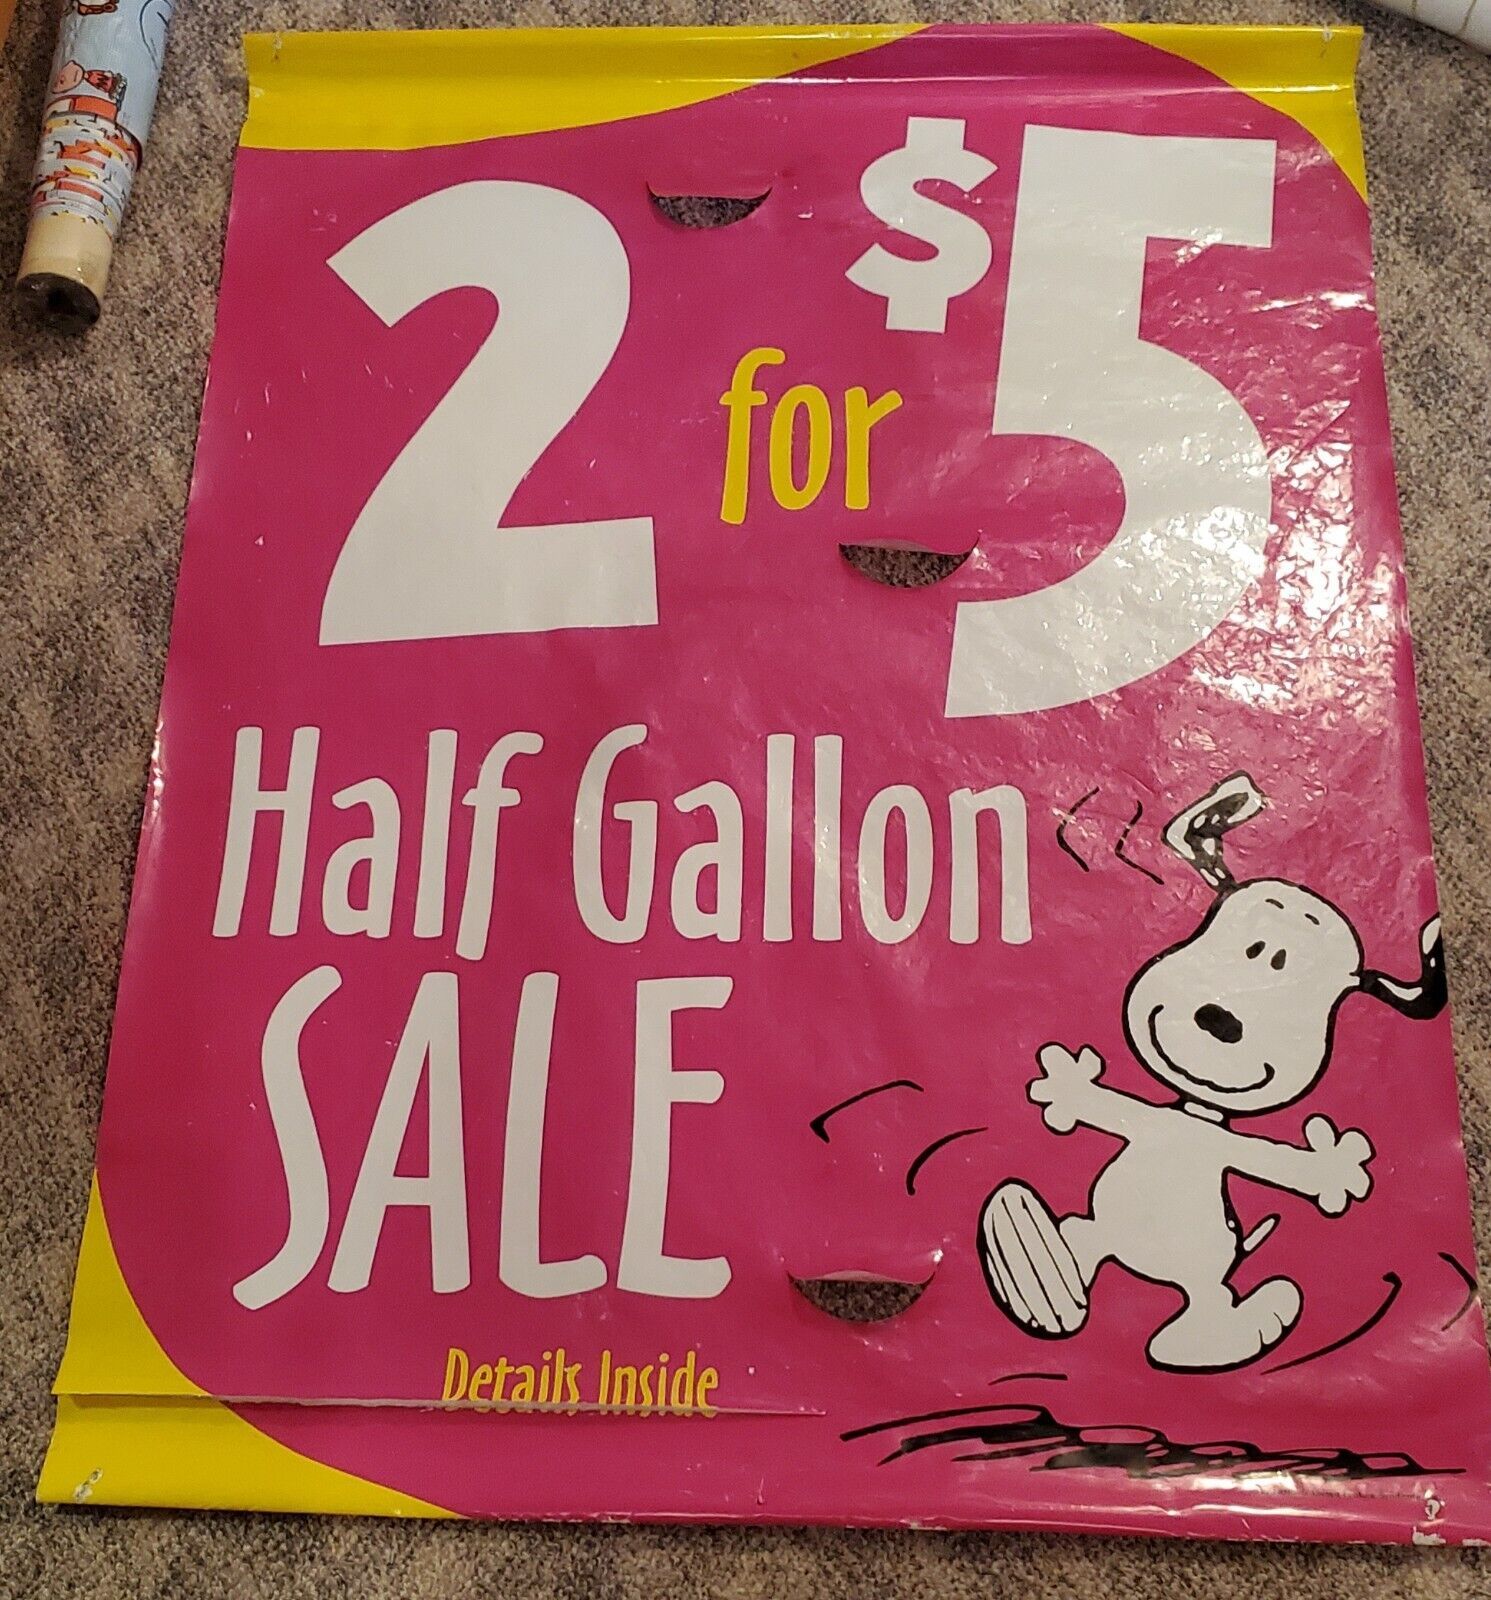 2 for $5
Half Gallon
SALE
Details Inside